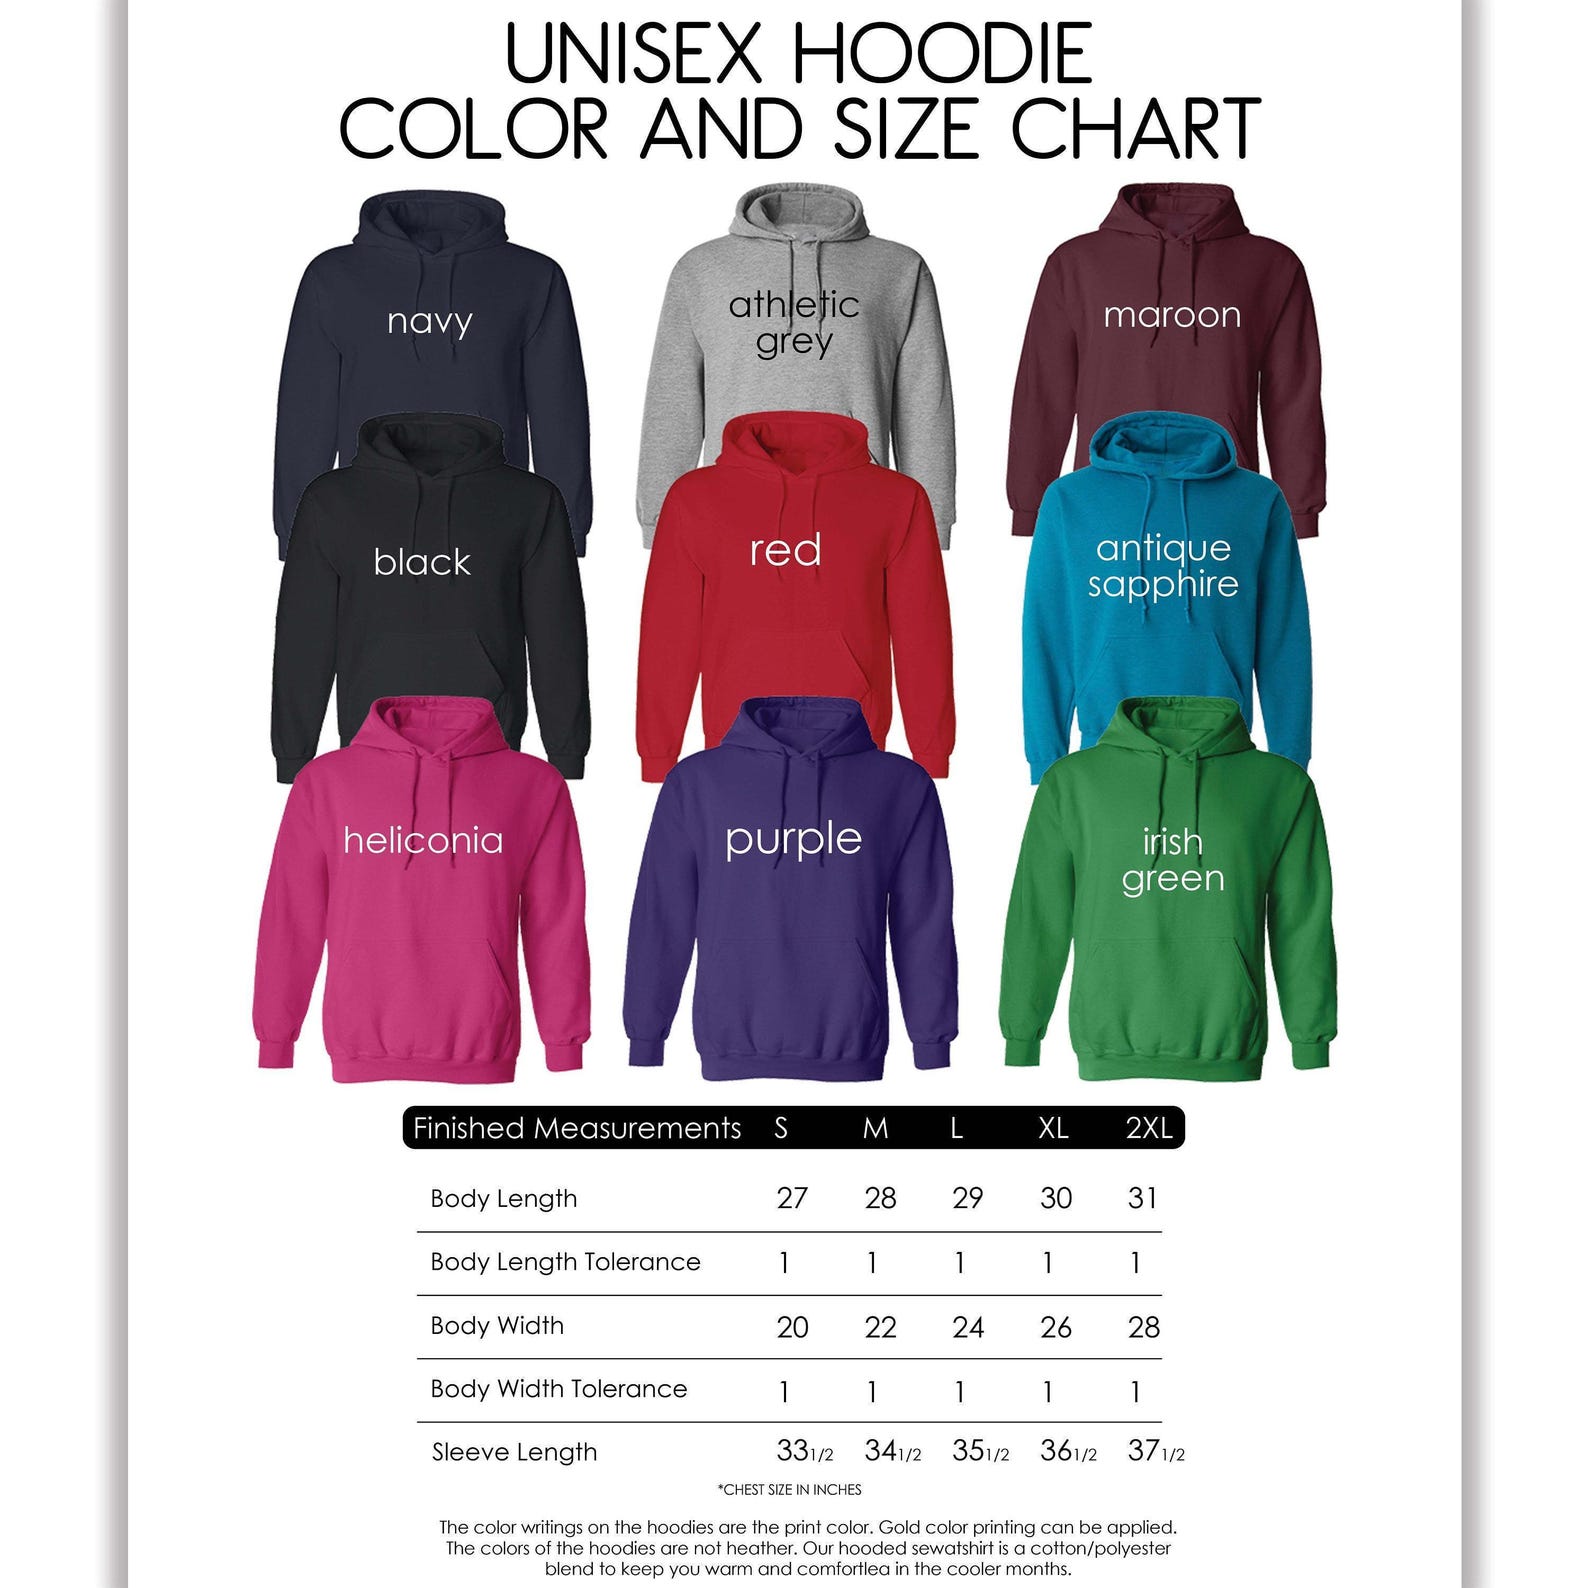 UNISEX HOODIE
COLOR AND SIZE CHART
navy
athletic
grey
maroon
black
red
antique
sapphire
heliconia
purple
irish
green
Finished Measurements S M L XL 2XL
Body Length 27 28 29 30 31
Body Length Tolerance 1 1 1 1 1
Body Width 20 22 24 26 28
Body Width Tolerance 1 1 1 1 1
Sleeve Length 33 1/2 34 1/2 35 1/2 36 1/2 37 1/2
*CHEST SIZE IN INCHES
The color writings on the hoodies are the print color. Gold color printing can be applied.
The colors of the hoodies are not heather. Our hooded sewatshirt is a cotton/polyester
blend to keep you warm and comfortlea in the cooler months.